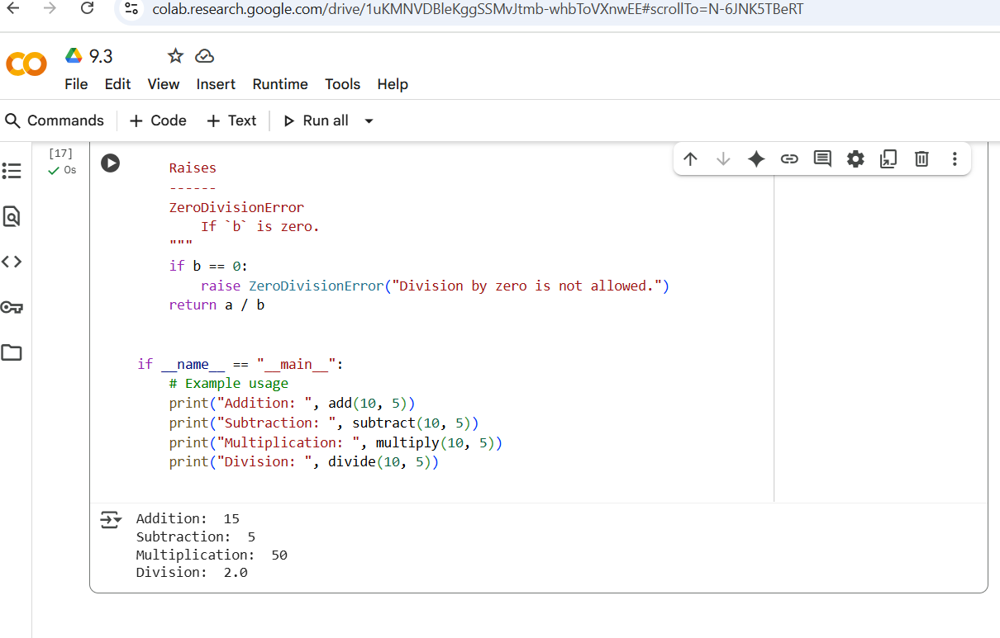 colab.research.google.com/drive/1uKMNVDBleKggSSMvJtmb-whbToVXnwEE#scrollTo=N-6JNK5TBeRT
9.3
File Edit View Insert Runtime Tools Help
Commands + Code + Text Run all
[17]
0s
Raises
------
ZeroDivisionError
    If `b` is zero.
"""
if b == 0:
    raise ZeroDivisionError("Division by zero is not allowed.")
return a / b
if __name__ == "__main__":
    # Example usage
    print("Addition: ", add(10, 5))
    print("Subtraction: ", subtract(10, 5))
    print("Multiplication: ", multiply(10, 5))
    print("Division: ", divide(10, 5))
Addition:  15
Subtraction:  5
Multiplication:  50
Division:  2.0